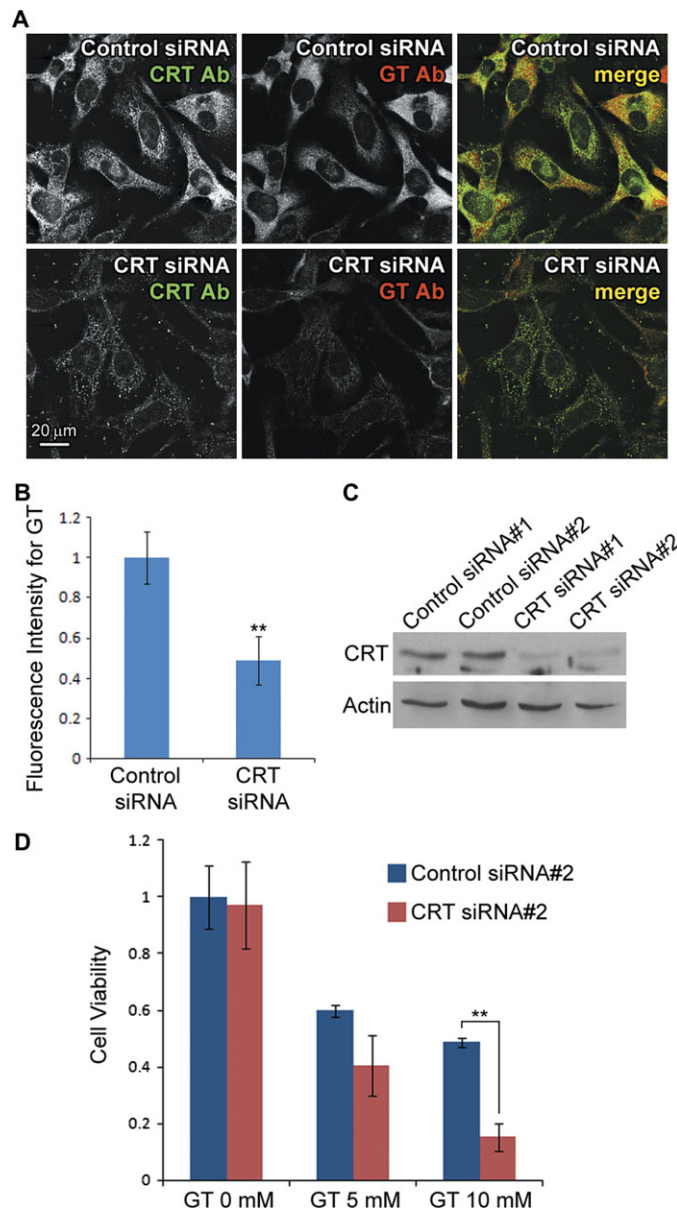 A
Control siRNA
CRT Ab
Control siRNA
GT Ab
Control siRNA
merge
CRT siRNA
CRT Ab
CRT siRNA
GT Ab
CRT siRNA
merge
20 μm
B
Fluorescence Intensity for GT
1.2
1
0.8
0.6
0.4
0.2
0
**
Control
siRNA
CRT
siRNA
C
Control siRNA#1
Control siRNA#2
CRT siRNA#1
CRT siRNA#2
CRT
Actin
D
Cell Viability
1.2
1
0.8
0.6
0.4
0.2
0
Control siRNA#2
CRT siRNA#2
**
GT 0 mM
GT 5 mM
GT 10 mM